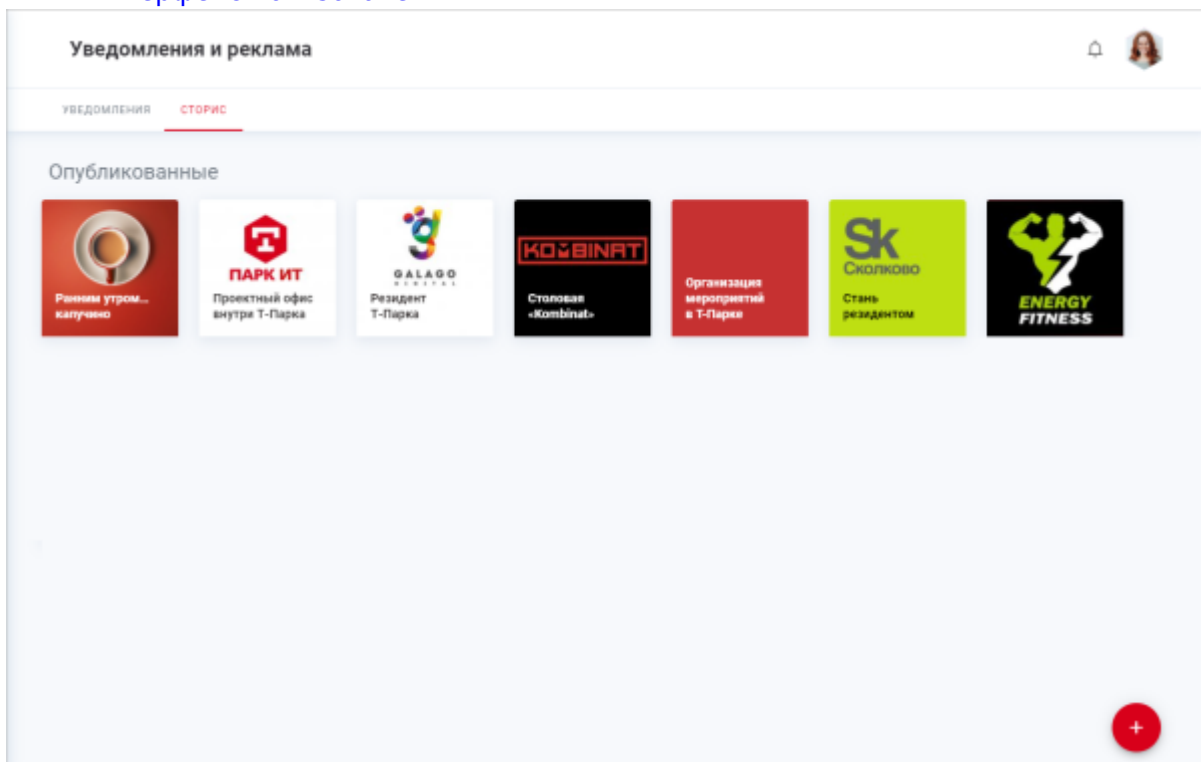 Уведомления и реклама
УВЕДОМЛЕНИЯ СТОРИС
Опубликованные
Ранним утром...
капучино
ПАРК ИТ
Проектный офис
внутри Т-Парка
GALAGO
DIGITAL
Резидент
Т-Парка
KOMBINAT
Столовая
«Kombinat»
Организация
мероприятий
в Т-Парке
Sk
Сколково
Стань
резидентом
ENERGY
FITNESS